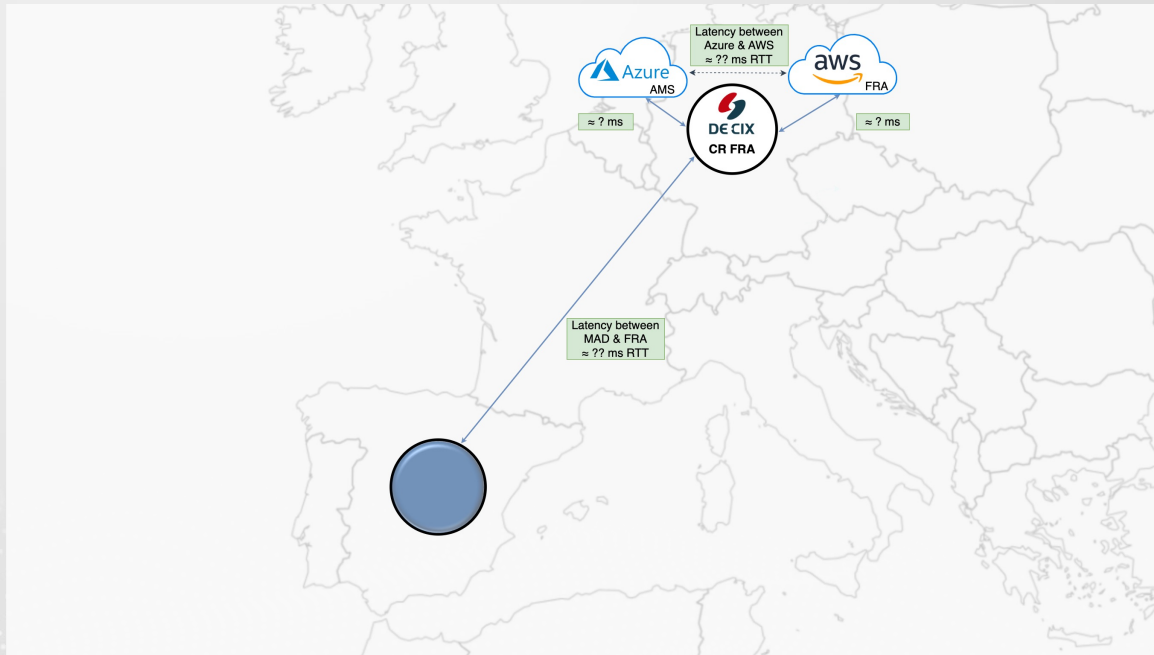 Latency between
Azure & AWS
≈ ?? ms RTT
Azure
AMS
aws
FRA
≈ ? ms
DE CIX
CR FRA
≈ ? ms
Latency between
MAD & FRA
≈ ?? ms RTT